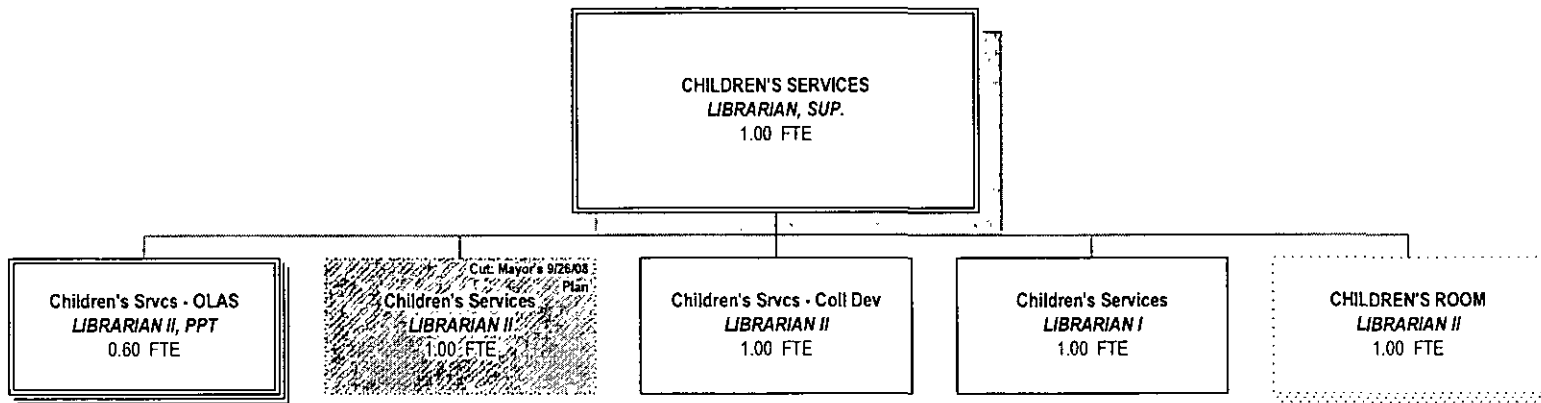 CHILDREN'S SERVICES
LIBRARIAN, SUP.
1.00 FTE
Children's Srvcs - OLAS
LIBRARIAN II, PPT
0.60 FTE
Cut: Mayor's 9/26/08
Plan
Children's Services
LIBRARIAN II
1.00 FTE
Children's Srvcs - Coll Dev
LIBRARIAN II
1.00 FTE
Children's Services
LIBRARIAN I
1.00 FTE
CHILDREN'S ROOM
LIBRARIAN II
1.00 FTE